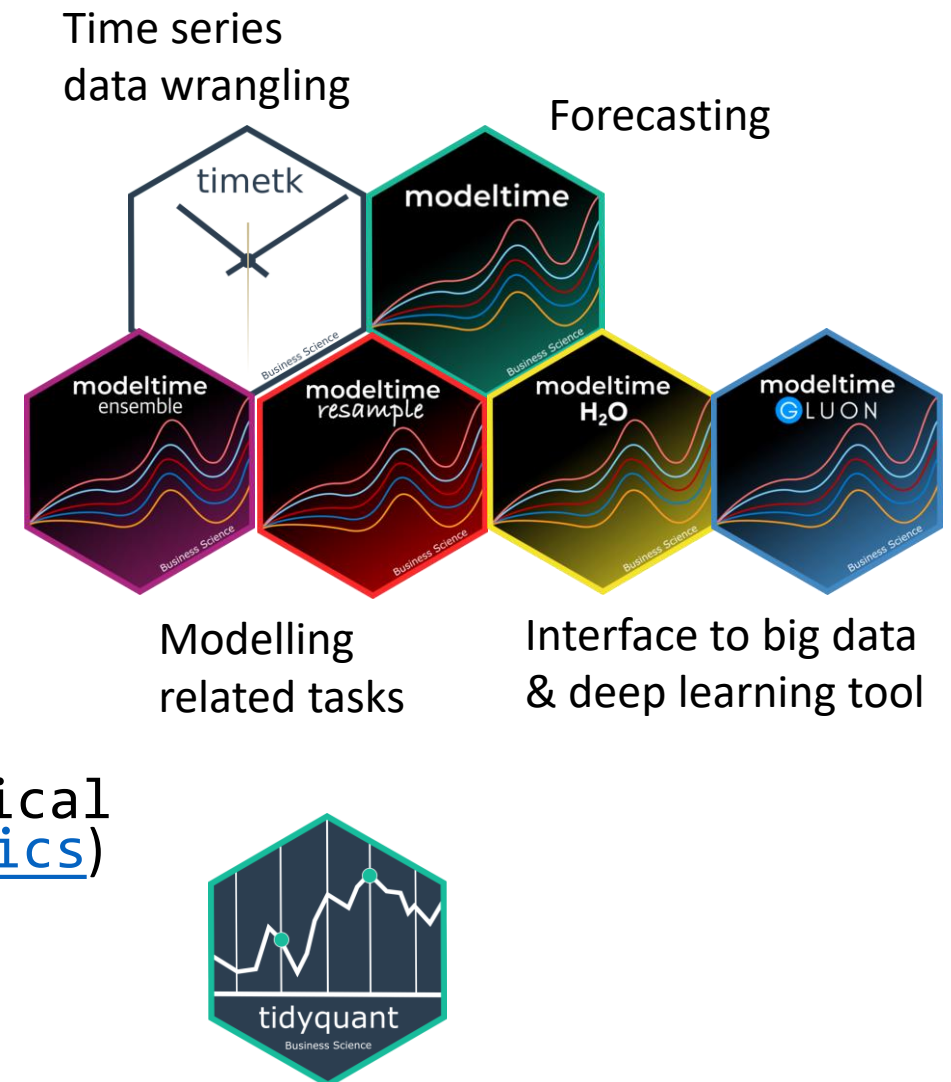 Time series
data wrangling
Forecasting
timetk
Business Science
modeltime
Business Science
modeltime
ensemble
Business Science
modeltime
resample
Business Science
modeltime
H₂O
Business Science
modeltime
GLUON
Business Science
Modelling
related tasks
Interface to big data
& deep learning tool
ical
ics)
tidyquant
Business Science